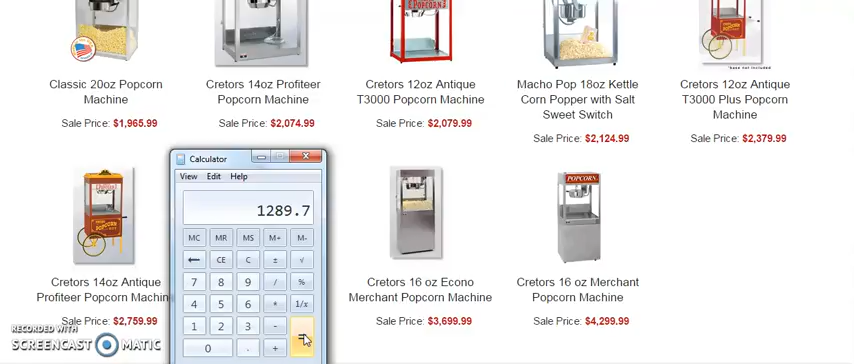 POPCORN
Classic 20oz Popcorn
Machine
Sale Price: $1,965.99
Cretors 14oz Profiteer
Popcorn Machine
Sale Price: $2,074.99
Cretors 12oz Antique
T3000 Popcorn Machine
Sale Price: $2,079.99
Macho Pop 18oz Kettle
Corn Popper with Salt
Sweet Switch
Sale Price: $2,124.99
*Base Not Included
Cretors 12oz Antique
T3000 Plus Popcorn
Machine
Sale Price: $2,379.99
Calculator
View Edit Help
1289.7
MC MR MS M+ M-
← CE C ± √
7 8 9 / %
4 5 6 * 1/x
1 2 3 - =
0 . +
Cretors 14oz Antique
Profiteer Popcorn Machin
Sale Price: $2,759.99
Cretors 16 oz Econo
Merchant Popcorn Machine
Sale Price: $3,699.99
POPCORN
Cretors 16 oz Merchant
Popcorn Machine
Sale Price: $4,299.99
RECORDED WITH
SCREENCAST MATIC